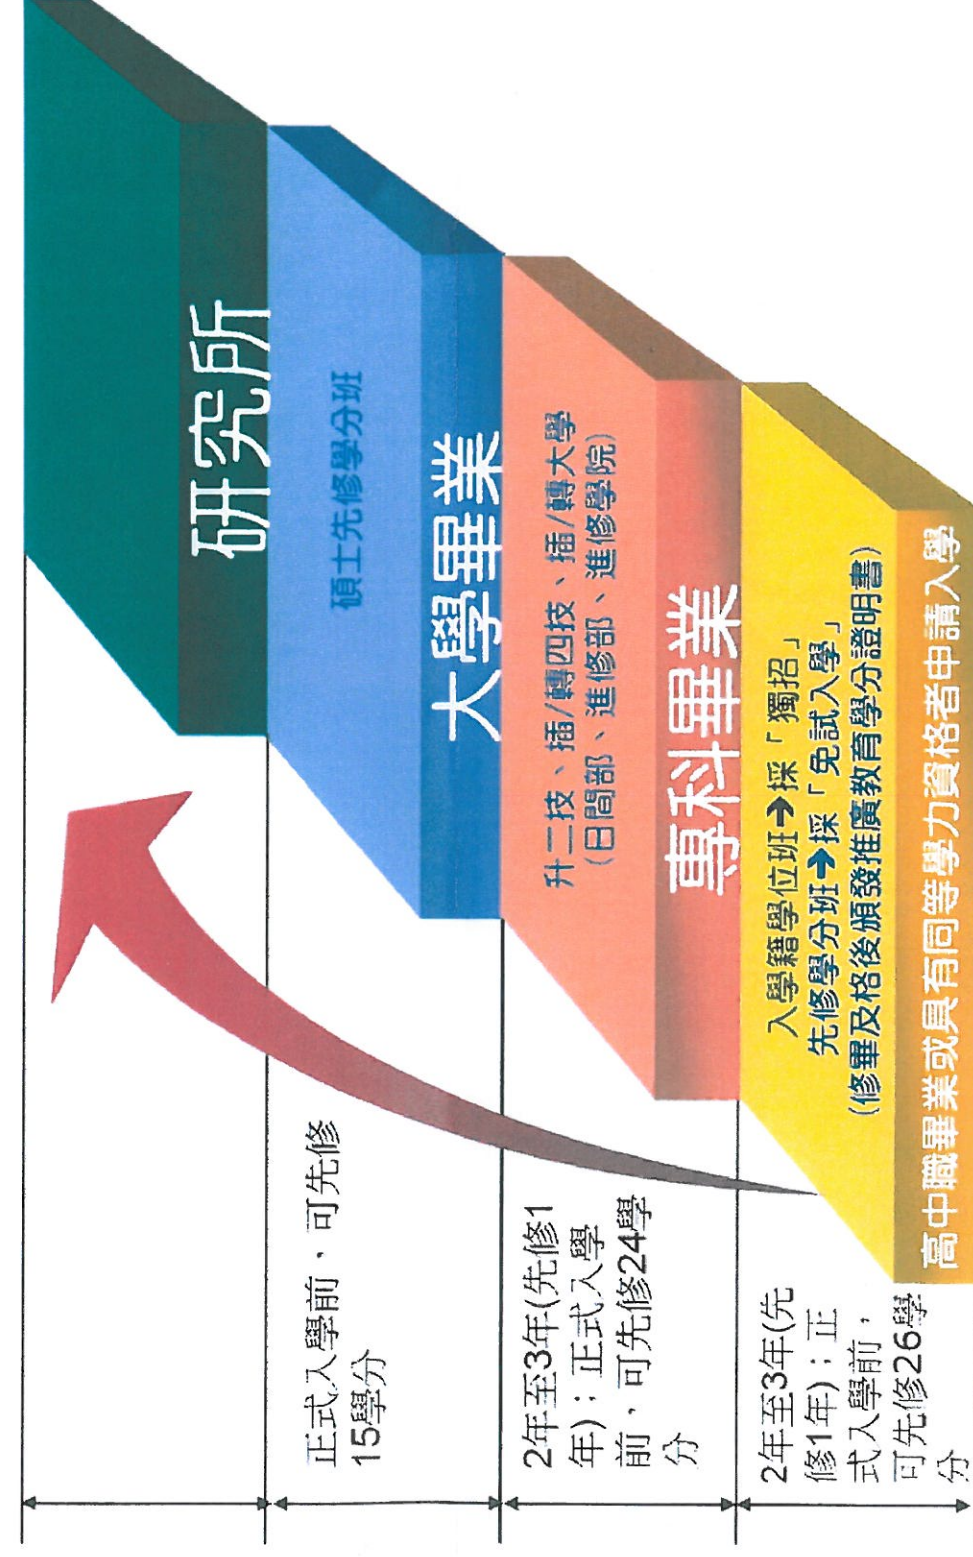 研究所
碩士先修學分班
大學畢業
升二技、插/轉四技、插/轉大學
(日間部、進修部、進修學院)
專科畢業
入學籍學位班➔採「獨招」
先修學分班➔採「免試入學」
(修畢及格後頒發推廣教育學分證明書)
高中職畢業或具有同等學力資格者申請入學
正式入學前，可先修
15學分
2年至3年(先修1
年)；正式入學
前，可先修24學
分
2年至3年(先
修1年)；正
式入學前，
可先修26學
分